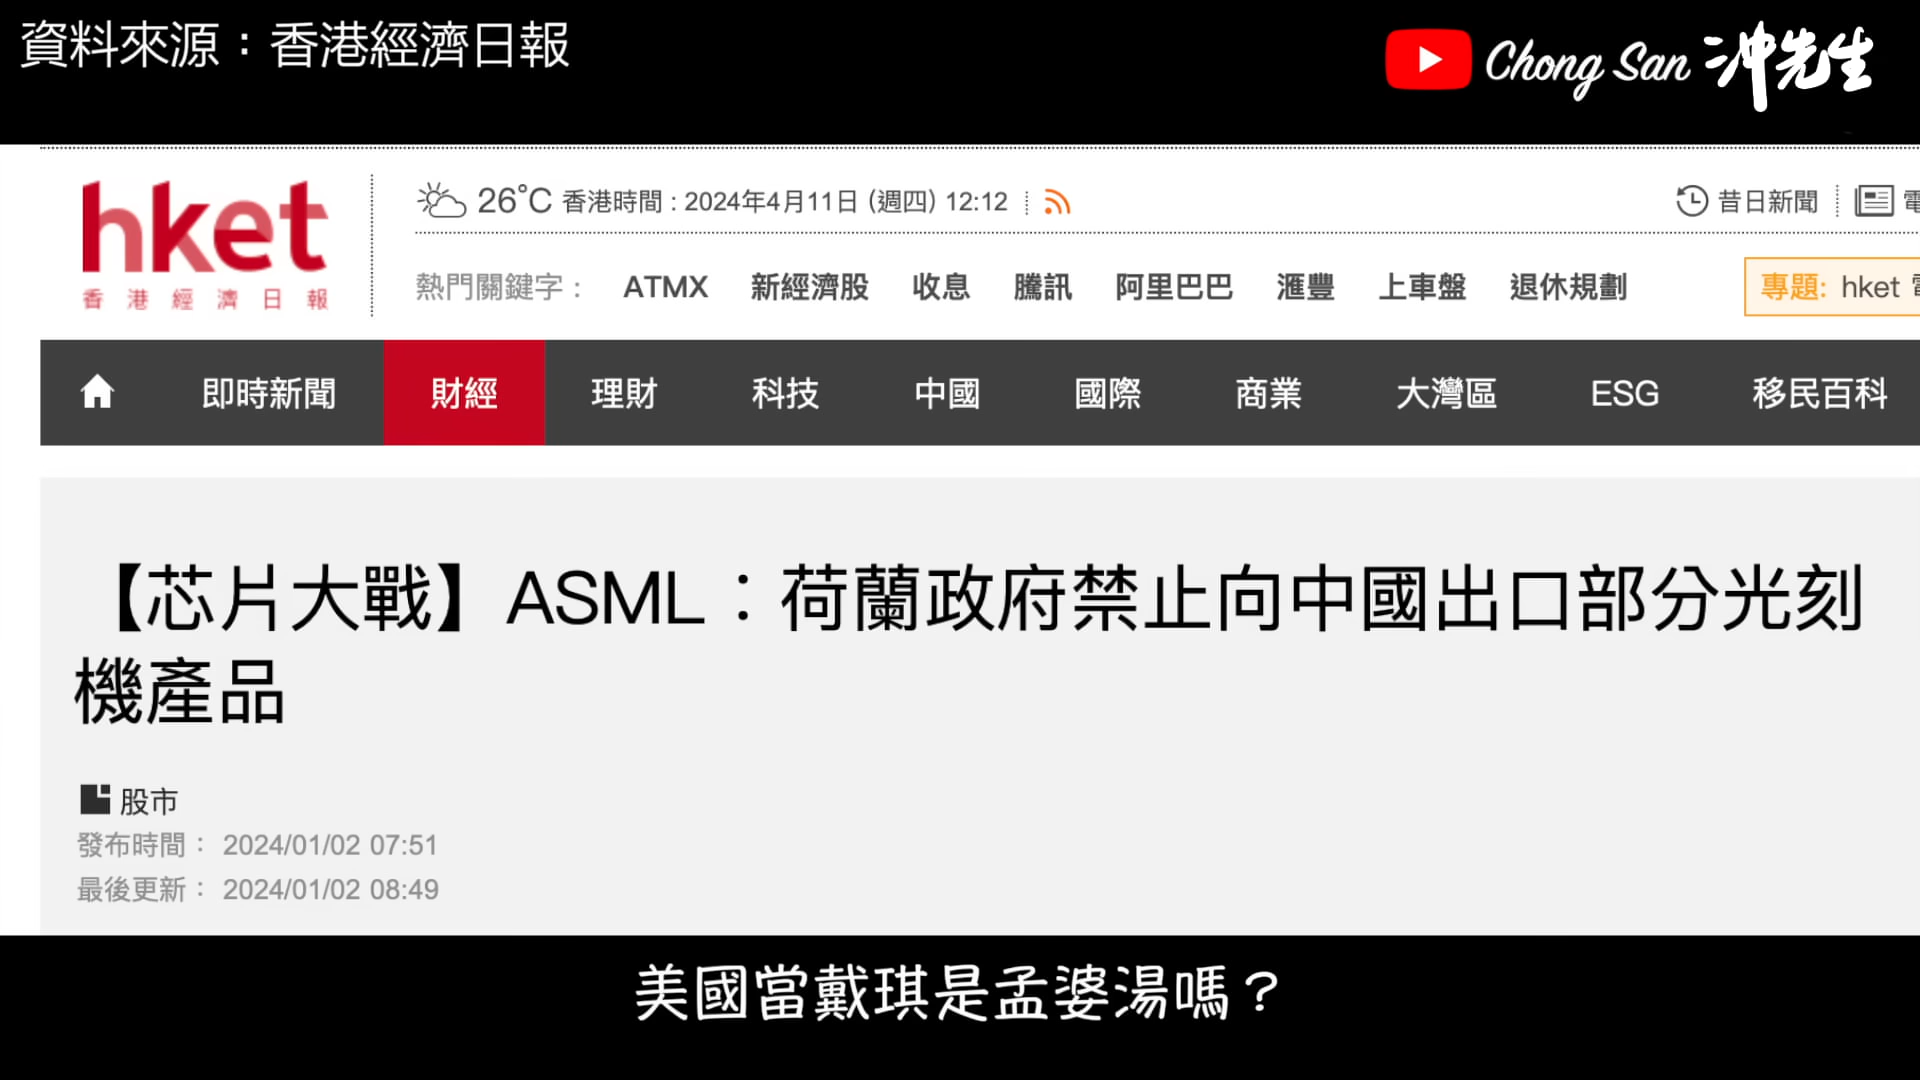 資料來源：香港經濟日報
Chong San 沖先生
hket
香港經濟日報
26°C 香港時間 : 2024年4月11日 (週四) 12:12
昔日新聞
熱門關鍵字 : ATMX 新經濟股 收息 騰訊 阿里巴巴 滙豐 上車盤 退休規劃
專題: hket
即時新聞 財經 理財 科技 中國 國際 商業 大灣區 ESG 移民百科
【芯片大戰】ASML：荷蘭政府禁止向中國出口部分光刻
機產品
股市
發布時間： 2024/01/02 07:51
最後更新： 2024/01/02 08:49
美國當戴琪是孟婆湯嗎？